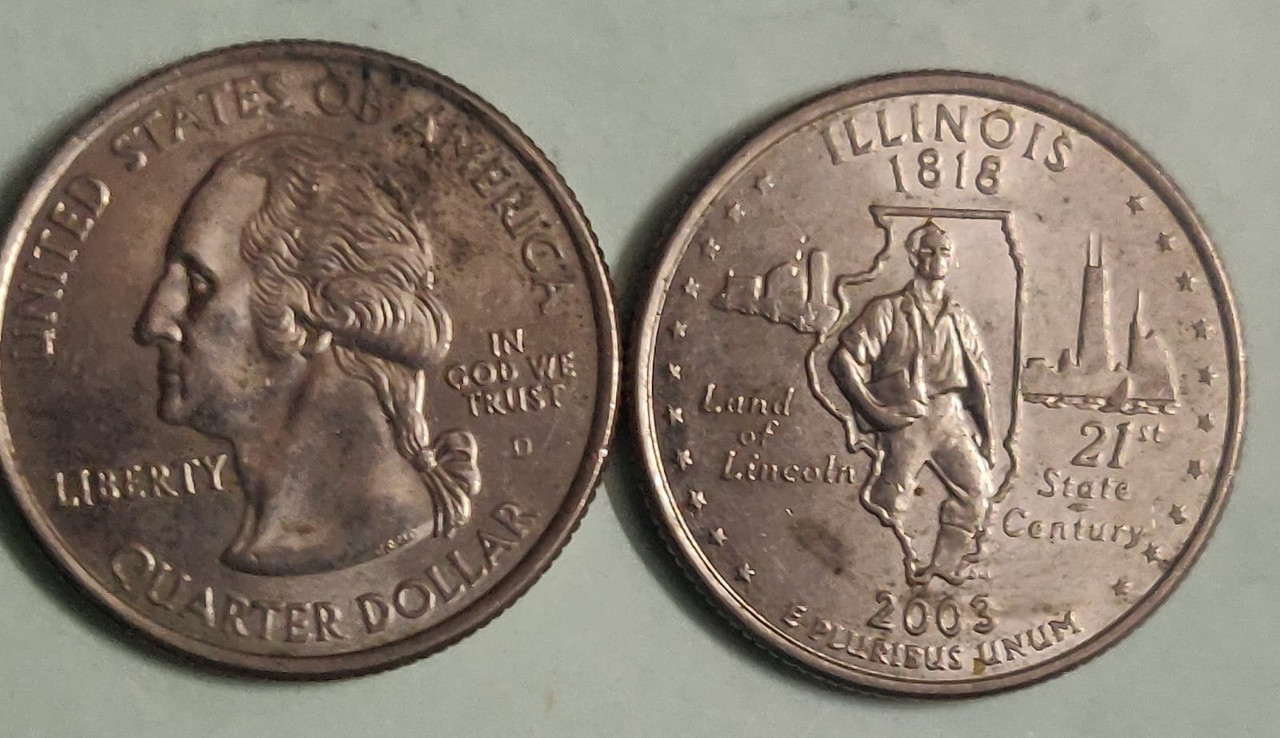 UNITED STATES OF AMERICA
IN
GOD WE
TRUST
D
LIBERTY
QUARTER DOLLAR
ILLINOIS
1818
Land
of
Lincoln
21st
State
Century
2003
E PLURIBUS UNUM